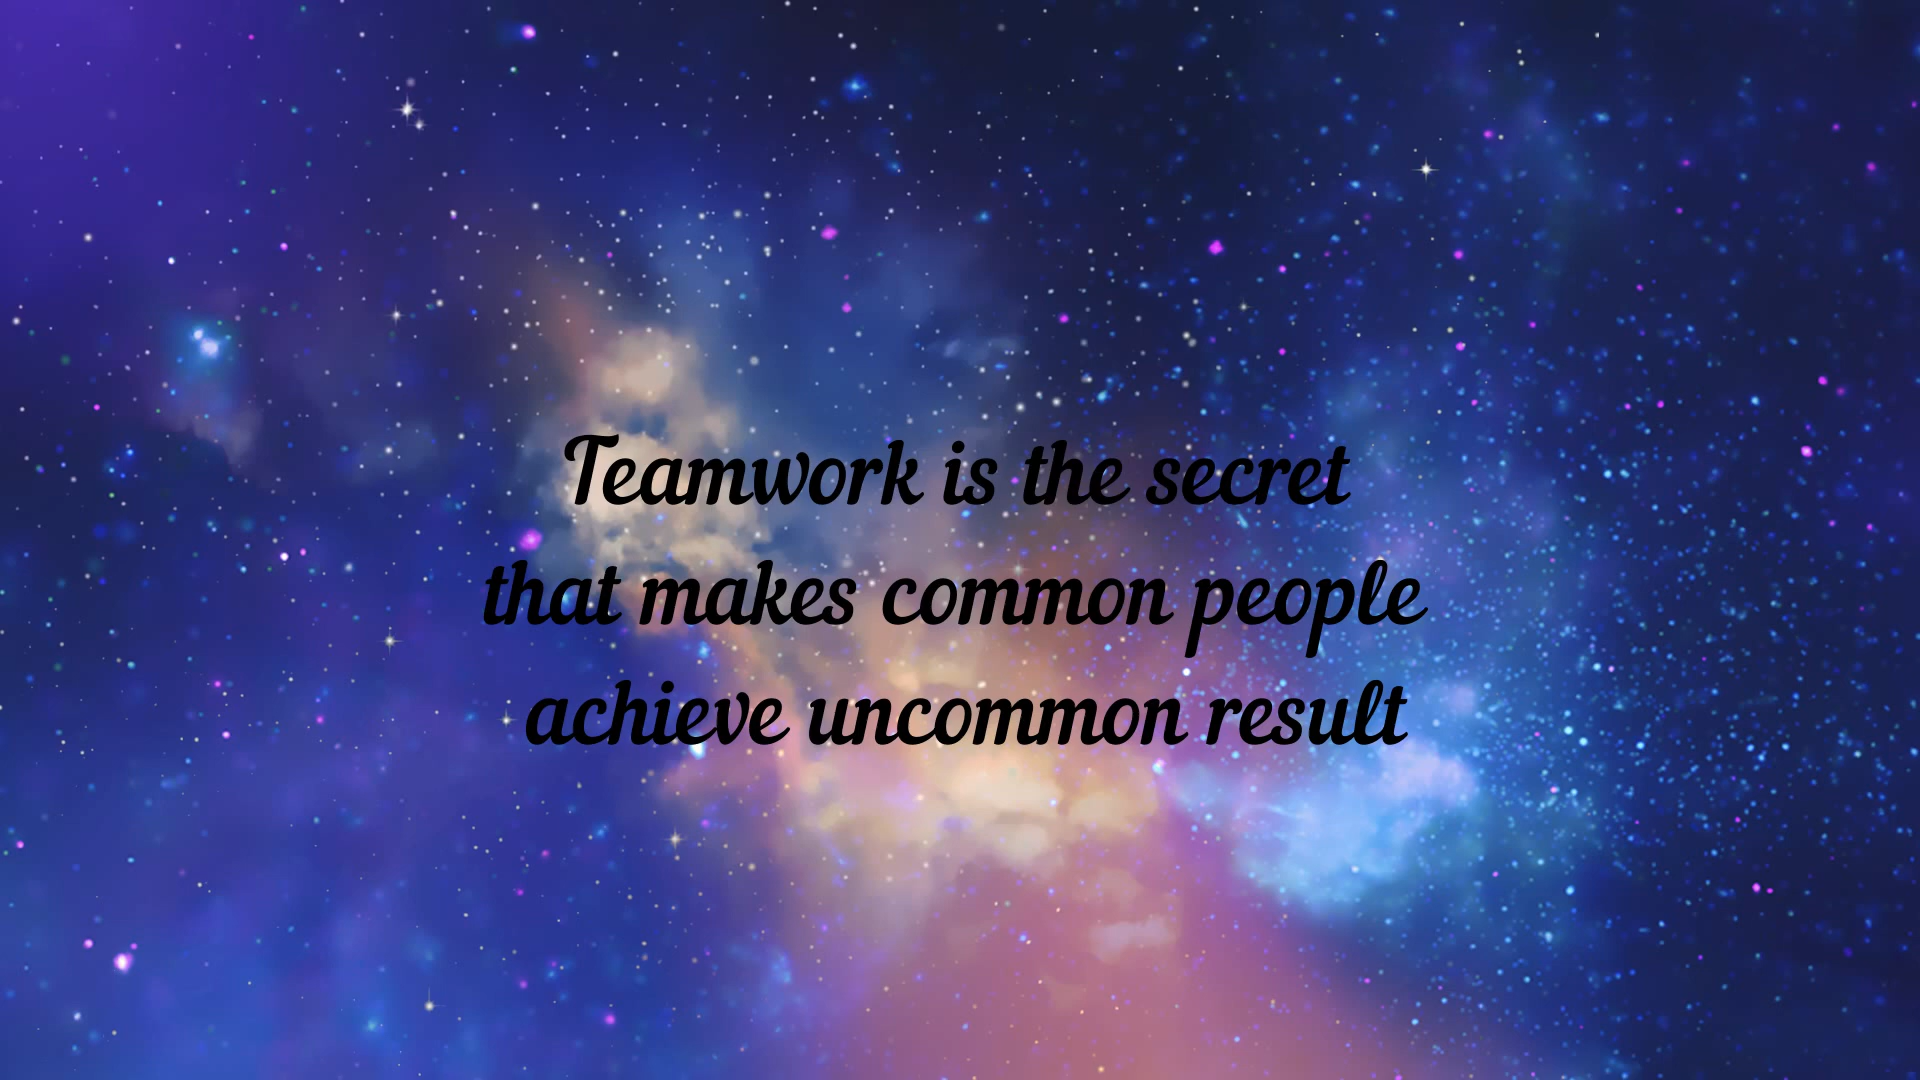 Teamwork is the secret
that makes common people
achieve uncommon result